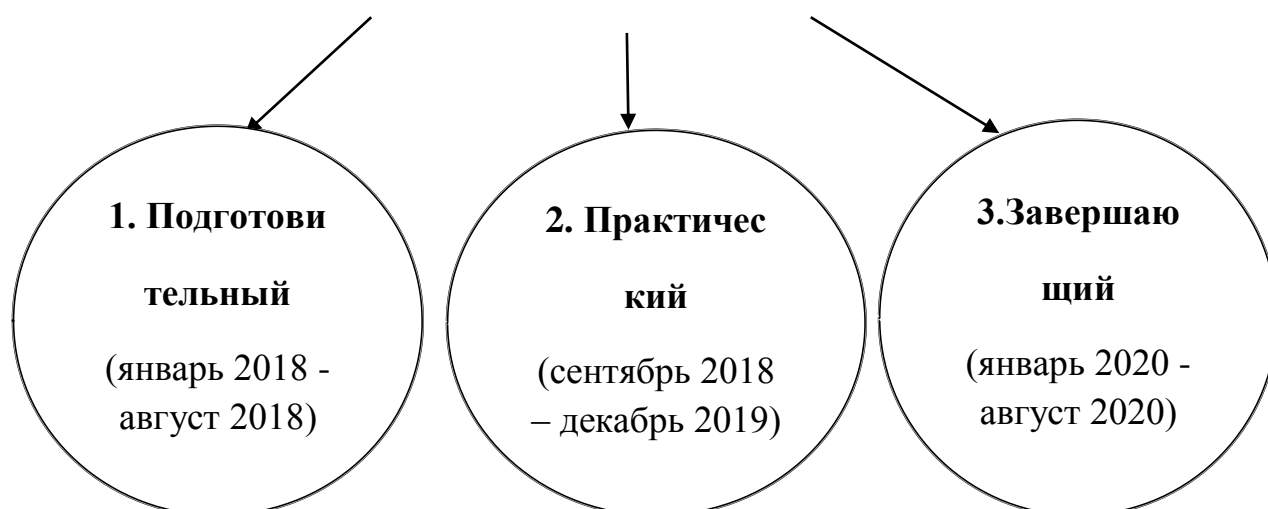 1. Подготови
тельный
(январь 2018 -
август 2018)
2. Практичес
кий
(сентябрь 2018
– декабрь 2019)
3.Завершаю
щий
(январь 2020 -
август 2020)